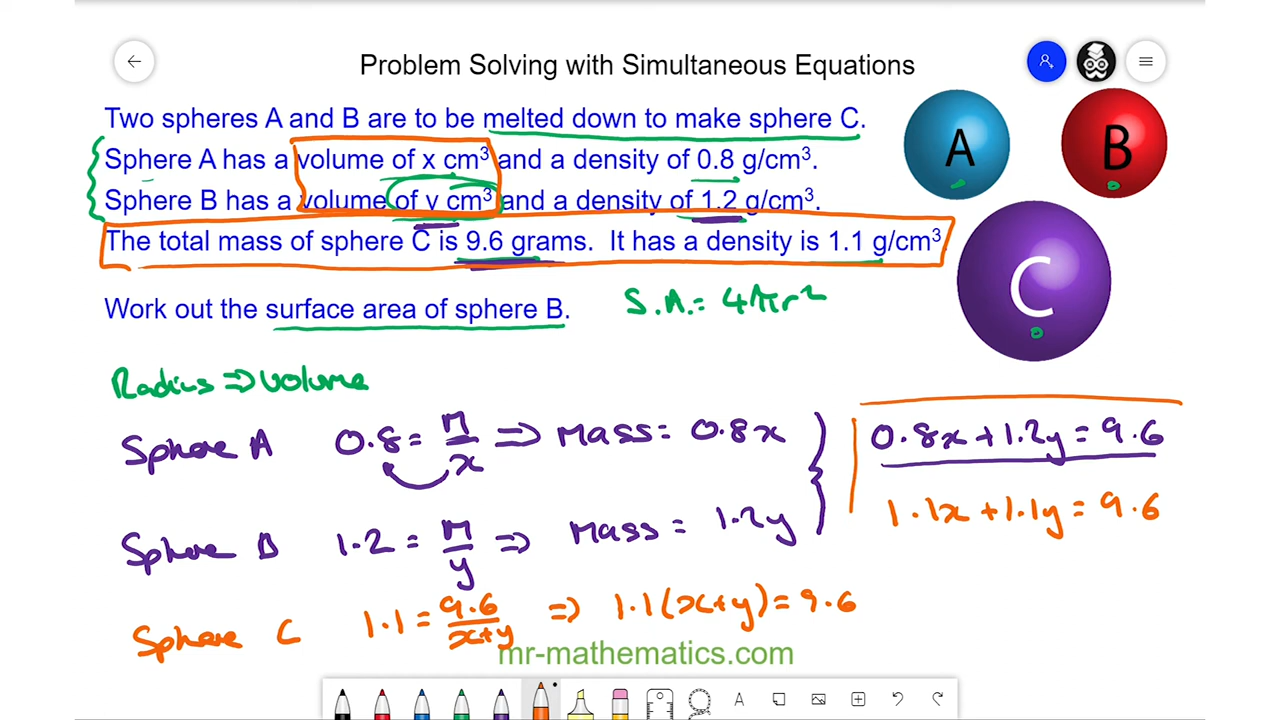 Problem Solving with Simultaneous Equations
Two spheres A and B are to be melted down to make sphere C.
Sphere A has a volume of x cm³ and a density of 0.8 g/cm³.
Sphere B has a volume of y cm³ and a density of 1.2 g/cm³.
The total mass of sphere C is 9.6 grams. It has a density is 1.1 g/cm³.
A
B
C
Work out the surface area of sphere B.
S.A. = 4πr²
Radius ⇒ Volume
Sphere A 0.8 = M/x ⇒ Mass = 0.8x
0.8x + 1.2y = 9.6
1.1x + 1.1y = 9.6
Sphere B 1.2 = M/y ⇒ Mass = 1.2y
Sphere C 1.1 = 9.6/x+y ⇒ 1.1(x+y) = 9.6
mr-mathematics.com
A